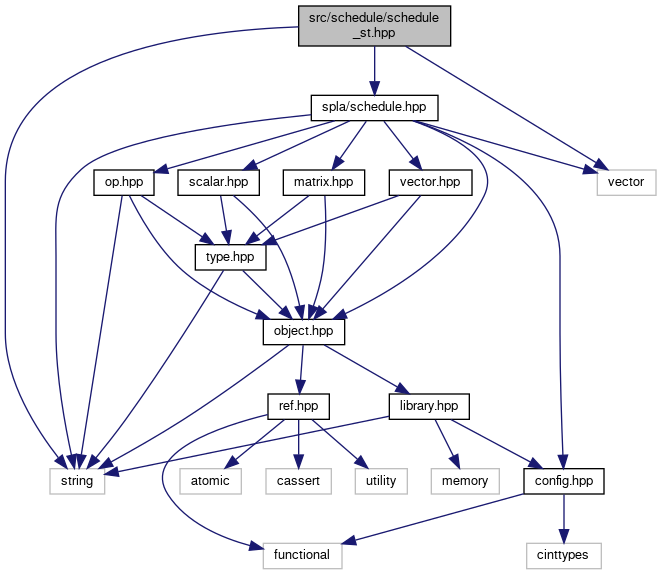 src/schedule/schedule
_st.hpp
spla/schedule.hpp
op.hpp
scalar.hpp
matrix.hpp
vector.hpp
vector
type.hpp
object.hpp
ref.hpp
library.hpp
string
atomic
cassert
utility
memory
config.hpp
functional
cinttypes